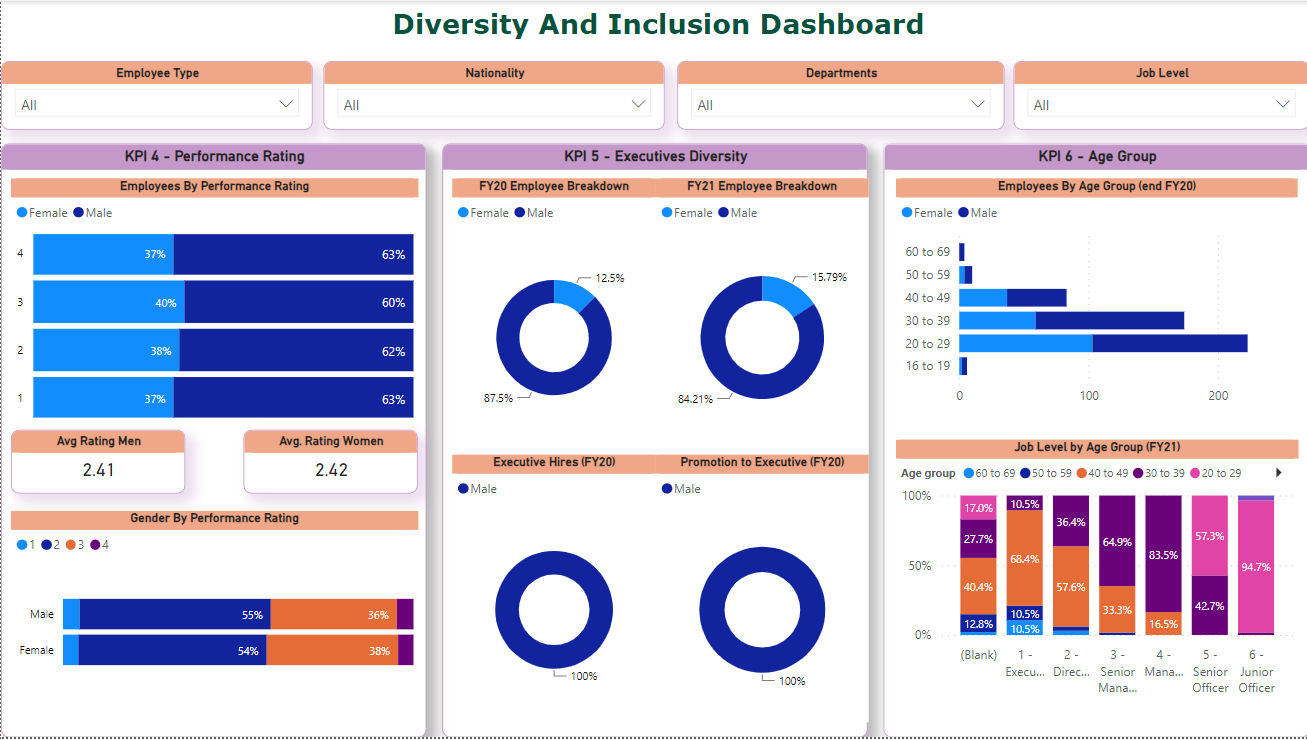 Diversity And Inclusion Dashboard
Employee Type
All
Nationality
All
Departments
All
Job Level
All
KPI 4 - Performance Rating
Employees By Performance Rating
Female Male
4 37% 63%
3 40% 60%
2 38% 62%
1 37% 63%
Avg Rating Men
2.41
Avg. Rating Women
2.42
Gender By Performance Rating
1 2 3 4
Male 55% 36%
Female 54% 38%
KPI 5 - Executives Diversity
FY20 Employee Breakdown
Female Male
12.5%
87.5%
FY21 Employee Breakdown
Female Male
15.79%
84.21%
Executive Hires (FY20)
Male
100%
Promotion to Executive (FY20)
Male
100%
KPI 6 - Age Group
Employees By Age Group (end FY20)
Female Male
60 to 69
50 to 59
40 to 49
30 to 39
20 to 29
16 to 19
0 100 200
Job Level by Age Group (FY21)
Age group 60 to 69 50 to 59 40 to 49 30 to 39 20 to 29
100%
50%
0%
17.0%
27.7%
40.4%
12.8%
10.5%
68.4%
10.5%
10.5%
36.4%
57.6%
64.9%
33.3%
83.5%
16.5%
57.3%
42.7%
94.7%
(Blank)
1 -
Execu...
2 -
Direc...
3 -
Senior
Mana...
4 -
Mana...
5 -
Senior
Officer
6 -
Junior
Officer